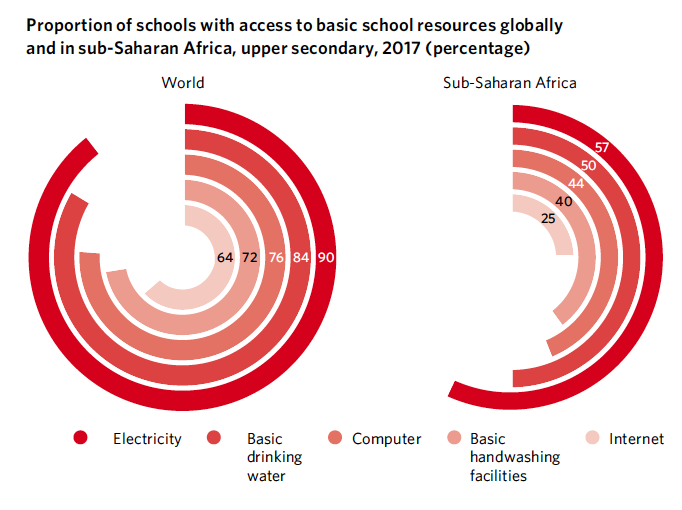 Proportion of schools with access to basic school resources globally
and in sub-Saharan Africa, upper secondary, 2017 (percentage)
World
Sub-Saharan Africa
64 72 76 84 90
57
50
44
40
25
Electricity
Basic
drinking
water
Computer
Basic
handwashing
facilities
Internet